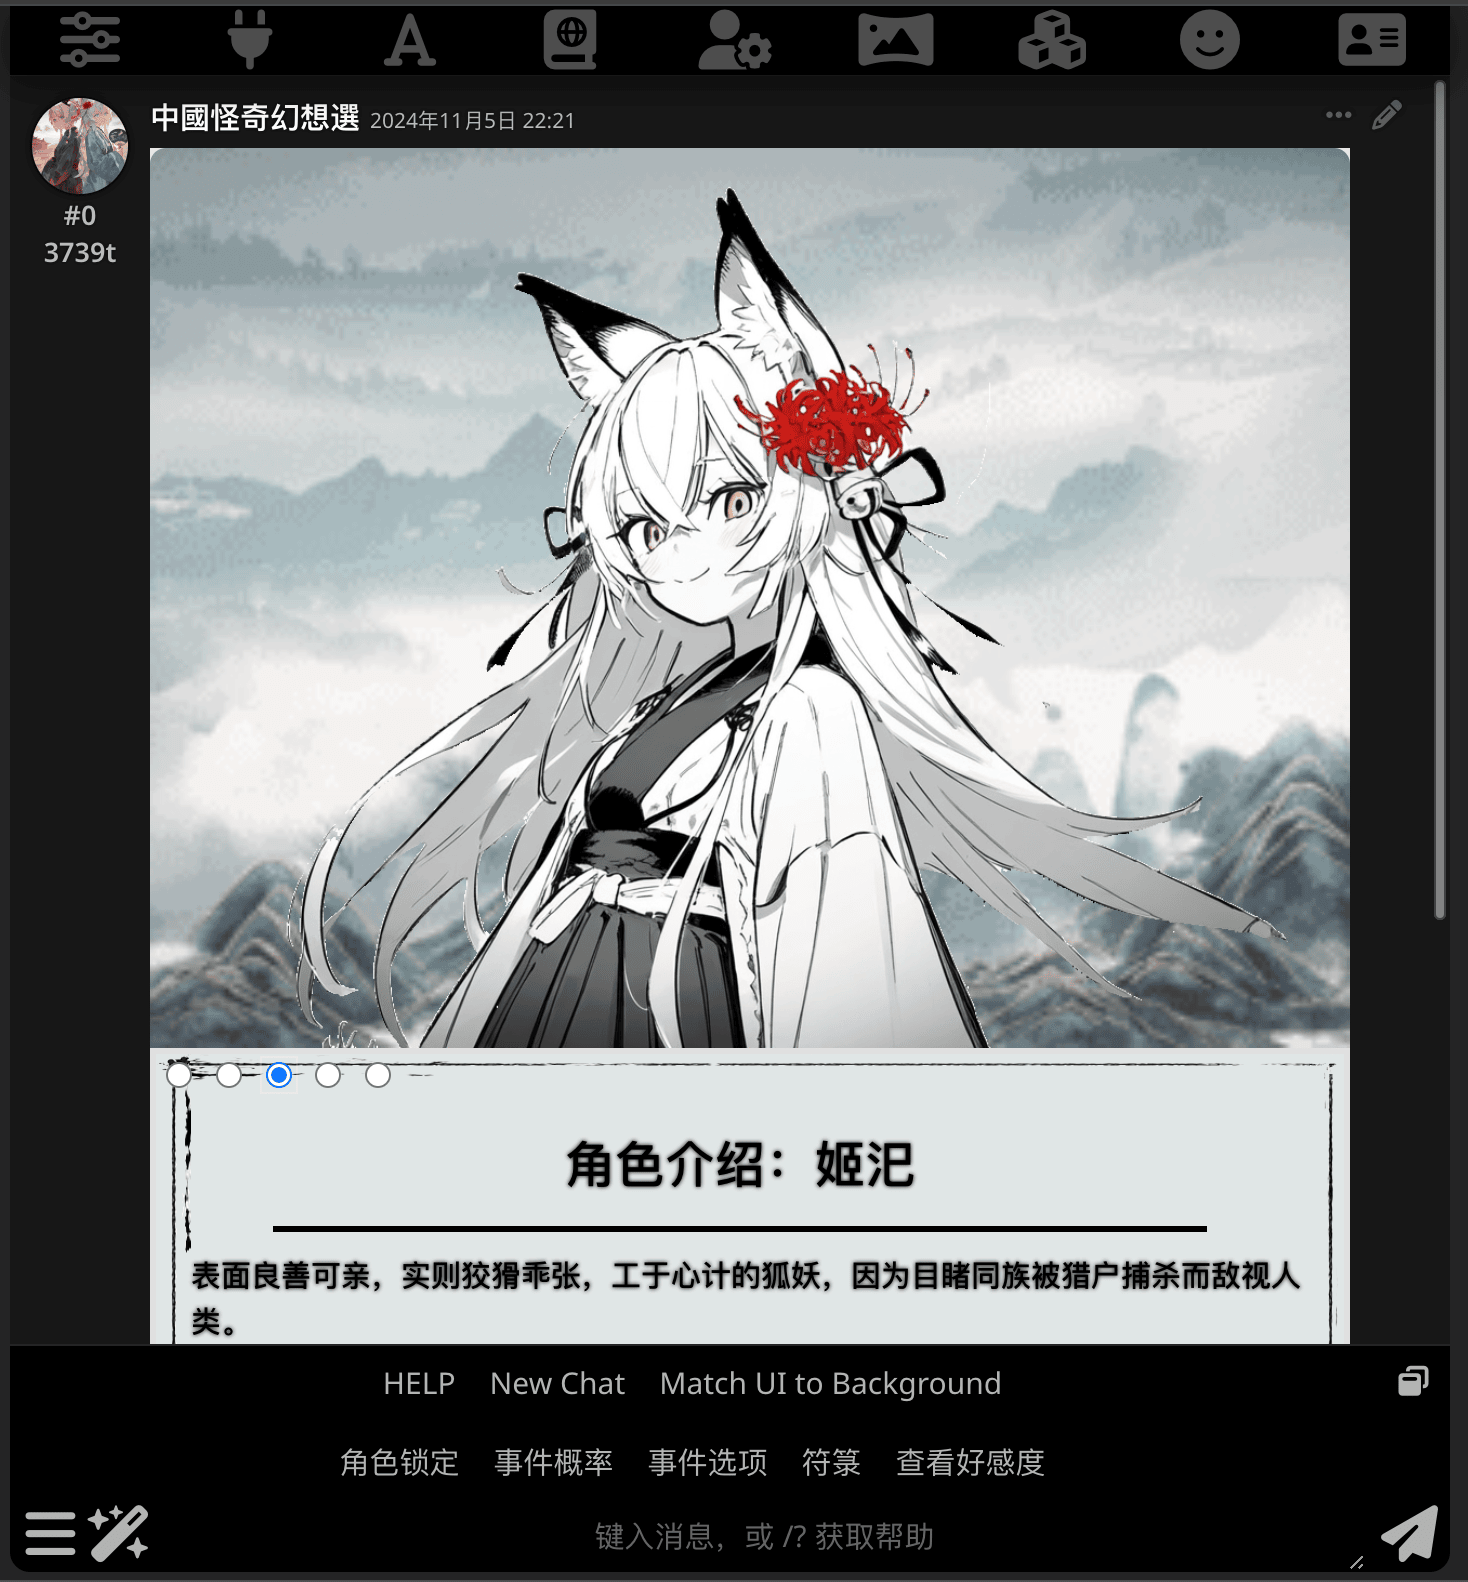 中國怪奇幻想選 2024年11月5日 22:21
#0
3739t
角色介绍：姬汜
表面良善可亲，实则狡猾乖张，工于心计的狐妖，因为目睹同族被猎户捕杀而敌视人
类。
HELP New Chat Match UI to Background
角色锁定 事件概率 事件选项 符箓 查看好感度
键入消息，或 /? 获取帮助